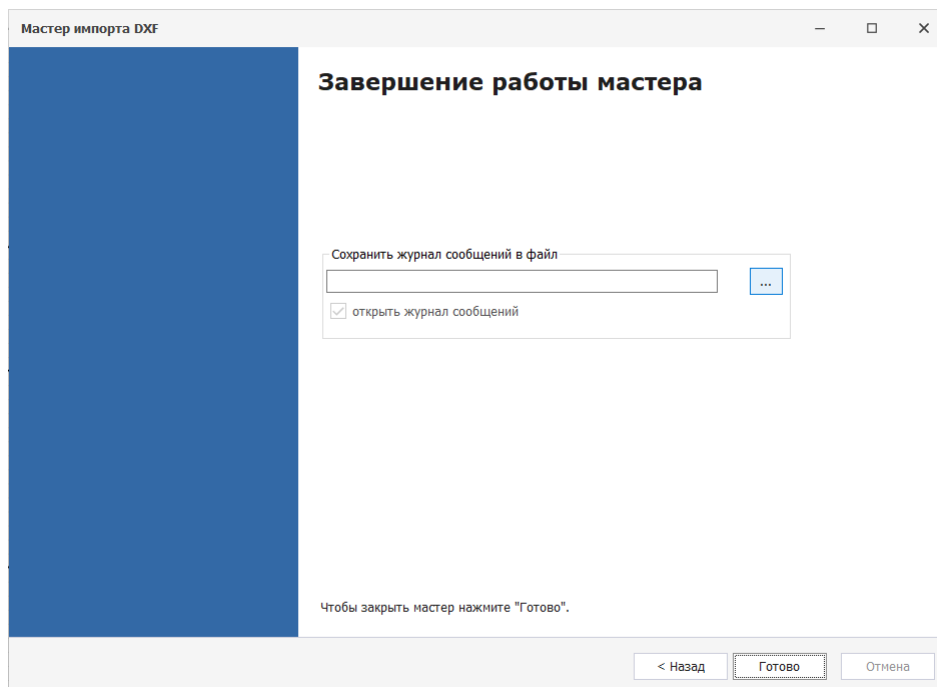 Мастер импорта DXF
Завершение работы мастера
Сохранить журнал сообщений в файл
...
открыть журнал сообщений
Чтобы закрыть мастер нажмите "Готово".
< Назад
Готово
Отмена